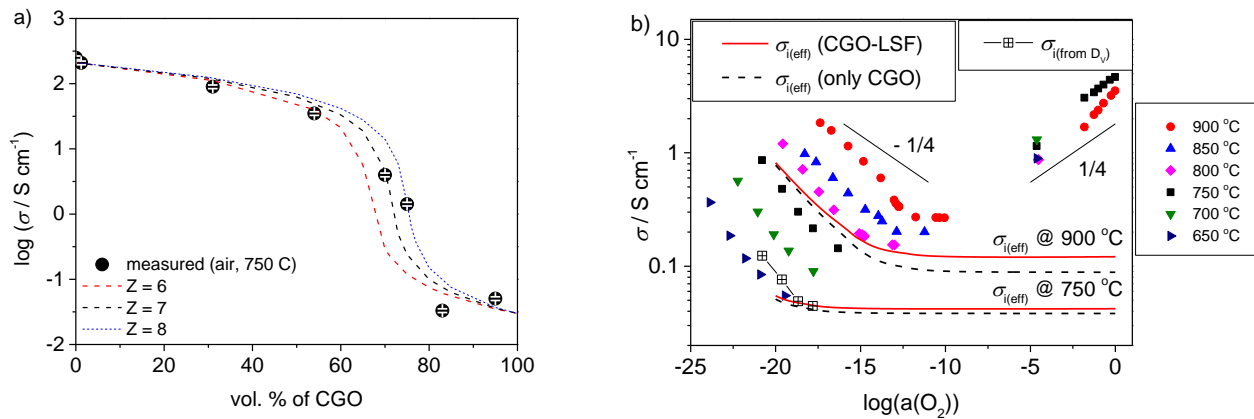 a)
3
2
1
0
-1
-2
log (σ / S cm⁻¹)
measured (air, 750 C)
Z = 6
Z = 7
Z = 8
0 20 40 60 80 100
vol. % of CGO
b)
10
1
0.1
σ / S cm⁻¹
σi(eff) (CGO-LSF)
σi(eff) (only CGO)
σi(from Dv)
- 1/4
1/4
σi(eff) @ 900 °C
σi(eff) @ 750 °C
-25 -20 -15 -10 -5 0
log(a(O₂))
900 °C
850 °C
800 °C
750 °C
700 °C
650 °C